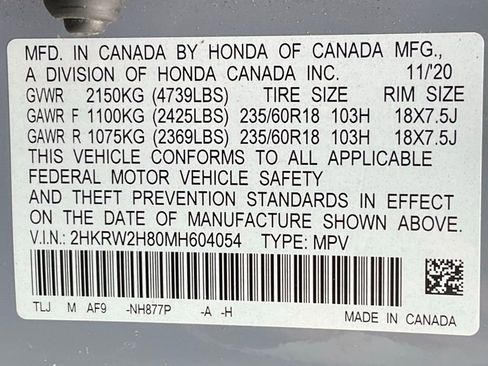 MFD. IN CANADA BY HONDA OF CANADA MFG.,
A DIVISION OF HONDA CANADA INC. 11/'20
GVWR 2150KG (4739LBS) TIRE SIZE RIM SIZE
GAWR F 1100KG (2425LBS) 235/60R18 103H 18X7.5J
GAWR R 1075KG (2369LBS) 235/60R18 103H 18X7.5J
THIS VEHICLE CONFORMS TO ALL APPLICABLE
FEDERAL MOTOR VEHICLE SAFETY
AND THEFT PREVENTION STANDARDS IN EFFECT
ON THE DATE OF MANUFACTURE SHOWN ABOVE.
V.I.N.: 2HKRW2H80MH604054 TYPE: MPV
TLJ M AF9 -NH877P -A -H
MADE IN CANADA